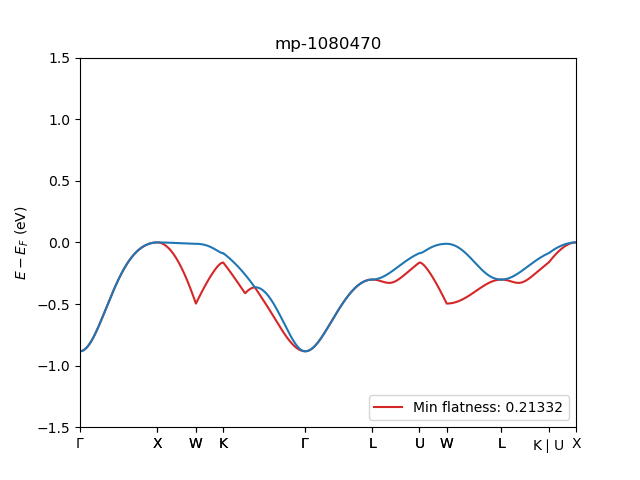 mp-1080470
E − E_F (eV)
1.5
1.0
0.5
0.0
−0.5
−1.0
−1.5
Min flatness: 0.21332
Γ X W K Γ L U W L K | U X